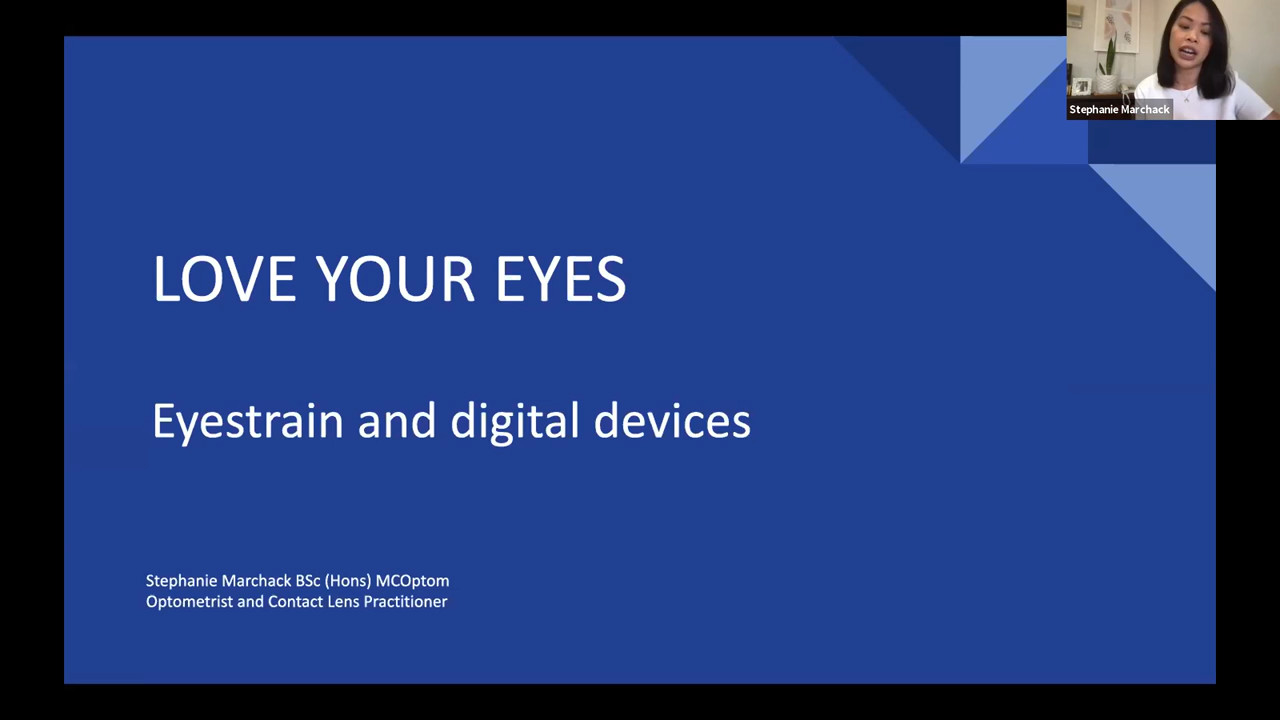 Stephanie Marchack
LOVE YOUR EYES
Eyestrain and digital devices
Stephanie Marchack BSc (Hons) MCOptom
Optometrist and Contact Lens Practitioner